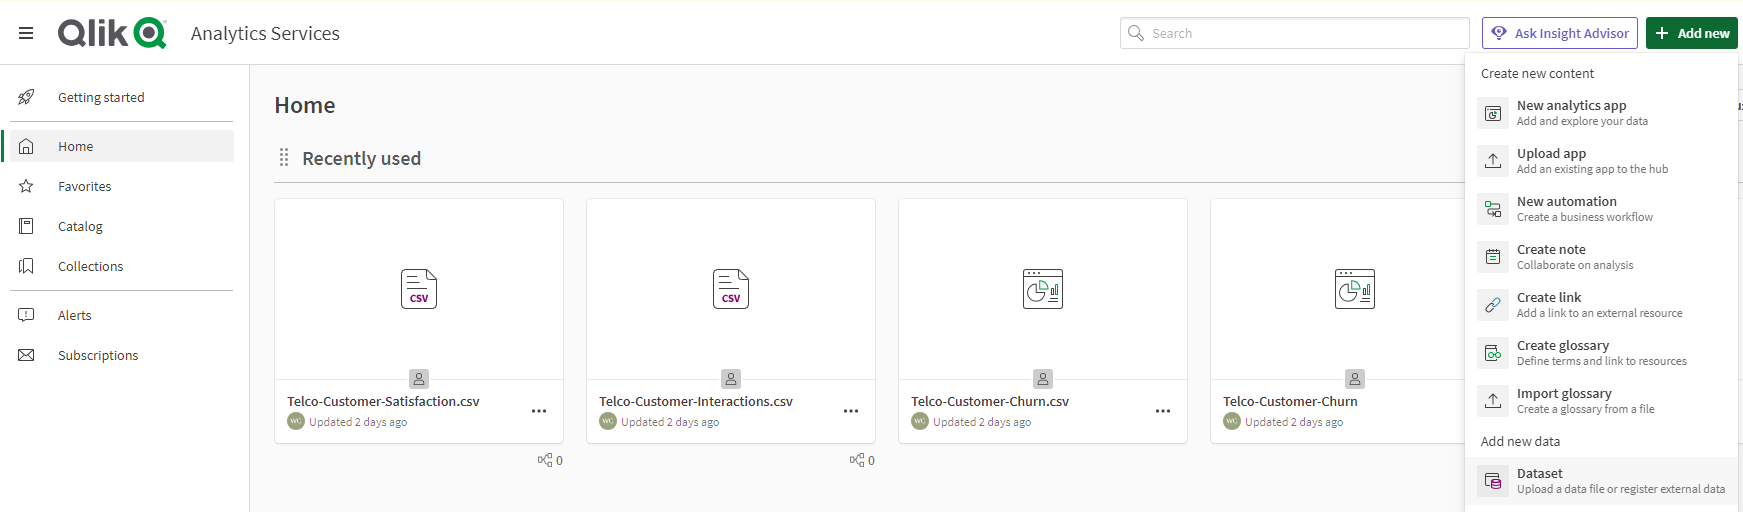 Qlik Analytics Services
Search
Ask Insight Advisor
Add new
Getting started
Home
Favorites
Catalog
Collections
Alerts
Subscriptions
Home
Recently used
CSV
Telco-Customer-Satisfaction.csv
WC Updated 2 days ago
0
CSV
Telco-Customer-Interactions.csv
WC Updated 2 days ago
0
Telco-Customer-Churn.csv
WC Updated 2 days ago
Telco-Customer-Churn
WC Updated 2 days ago
Create new content
New analytics app
Add and explore your data
Upload app
Add an existing app to the hub
New automation
Create a business workflow
Create note
Collaborate on analysis
Create link
Add a link to an external resource
Create glossary
Define terms and link to resources
Import glossary
Create a glossary from a file
Add new data
Dataset
Upload a data file or register external data